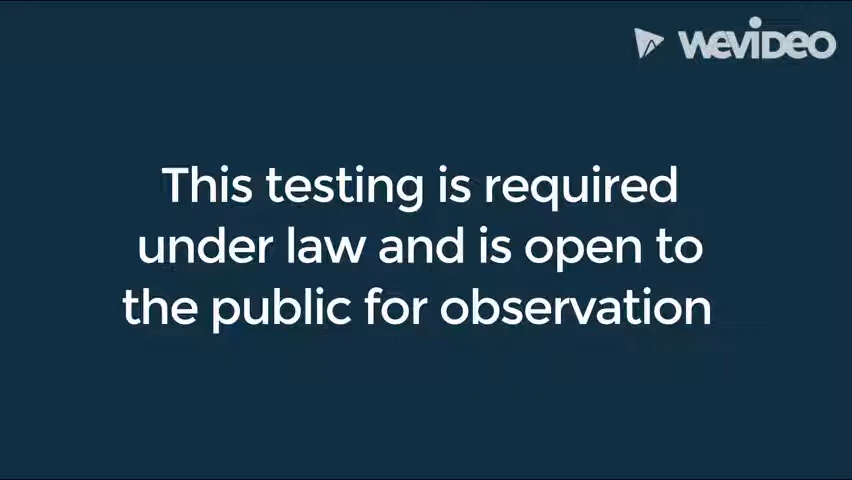 WEVIDEO
This testing is required
under law and is open to
the public for observation